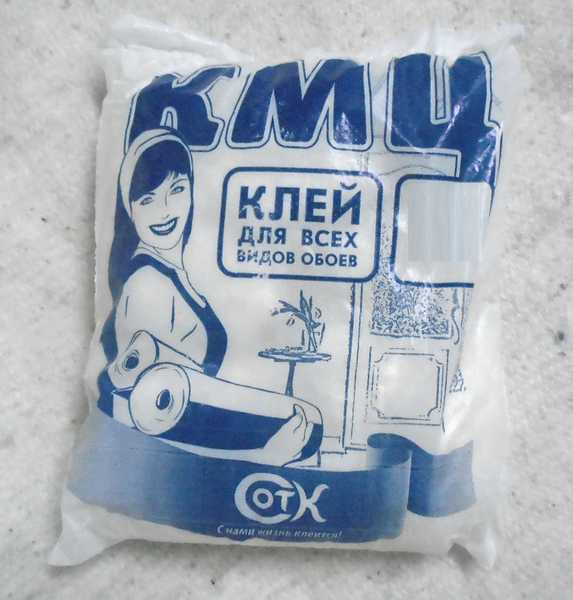 КМЦ
КЛЕЙ
ДЛЯ ВСЕХ
ВИДОВ ОБОЕВ
СотК
С нами жизнь клеится!